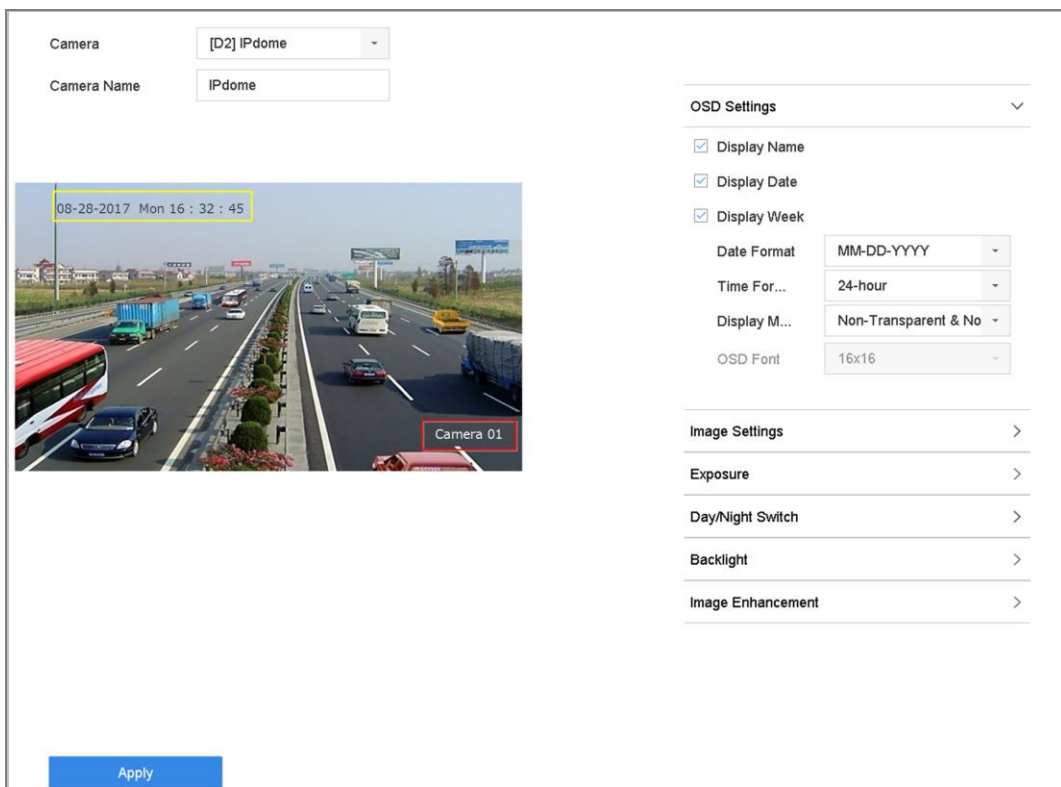 Camera
[D2] IPdome
Camera Name
IPdome
08-28-2017 Mon 16 : 32 : 45
Camera 01
OSD Settings
Display Name
Display Date
Display Week
Date Format
MM-DD-YYYY
Time For...
24-hour
Display M...
Non-Transparent & No
OSD Font
16x16
Image Settings
Exposure
Day/Night Switch
Backlight
Image Enhancement
Apply